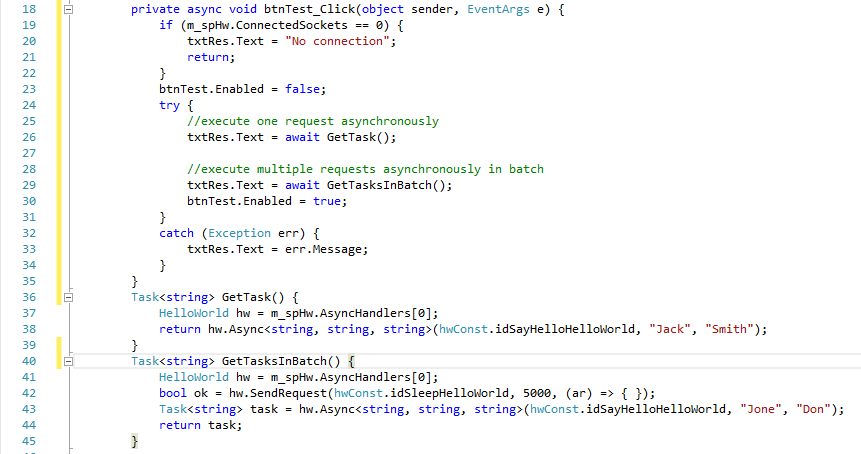 18 private async void btnTest_Click(object sender, EventArgs e) {
19 if (m_spHw.ConnectedSockets == 0) {
20 txtRes.Text = "No connection";
21 return;
22 }
23 btnTest.Enabled = false;
24 try {
25 //execute one request asynchronously
26 txtRes.Text = await GetTask();
27
28 //execute multiple requests asynchronously in batch
29 txtRes.Text = await GetTasksInBatch();
30 btnTest.Enabled = true;
31 }
32 catch (Exception err) {
33 txtRes.Text = err.Message;
34 }
35 }
36 Task<string> GetTask() {
37 HelloWorld hw = m_spHw.AsyncHandlers[0];
38 return hw.Async<string, string, string>(hwConst.idSayHelloHelloWorld, "Jack", "Smith");
39 }
40 Task<string> GetTasksInBatch() {
41 HelloWorld hw = m_spHw.AsyncHandlers[0];
42 bool ok = hw.SendRequest(hwConst.idSleepHelloWorld, 5000, (ar) => { });
43 Task<string> task = hw.Async<string, string, string>(hwConst.idSayHelloHelloWorld, "Jone", "Don");
44 return task;
45 }